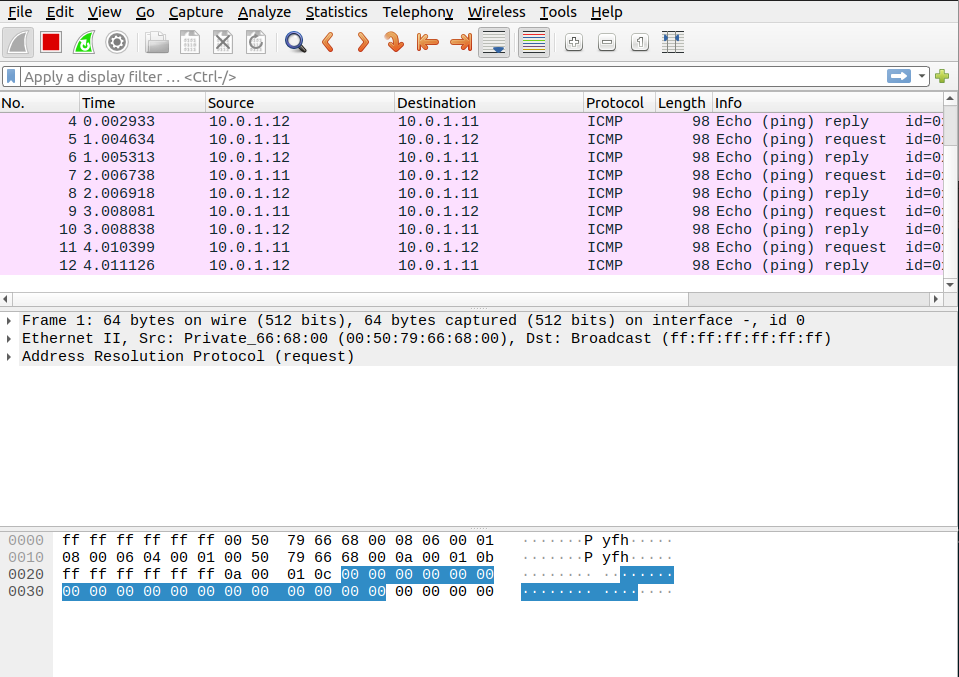 File Edit View Go Capture Analyze Statistics Telephony Wireless Tools Help
Apply a display filter … <Ctrl-/>
No. Time Source Destination Protocol Length Info
4 0.002933 10.0.1.12 10.0.1.11 ICMP 98 Echo (ping) reply id=0
5 1.004634 10.0.1.11 10.0.1.12 ICMP 98 Echo (ping) request id=0
6 1.005313 10.0.1.12 10.0.1.11 ICMP 98 Echo (ping) reply id=0
7 2.006738 10.0.1.11 10.0.1.12 ICMP 98 Echo (ping) request id=0
8 2.006918 10.0.1.12 10.0.1.11 ICMP 98 Echo (ping) reply id=0
9 3.008081 10.0.1.11 10.0.1.12 ICMP 98 Echo (ping) request id=0
10 3.008838 10.0.1.12 10.0.1.11 ICMP 98 Echo (ping) reply id=0
11 4.010399 10.0.1.11 10.0.1.12 ICMP 98 Echo (ping) request id=0
12 4.011126 10.0.1.12 10.0.1.11 ICMP 98 Echo (ping) reply id=0
Frame 1: 64 bytes on wire (512 bits), 64 bytes captured (512 bits) on interface -, id 0
Ethernet II, Src: Private_66:68:00 (00:50:79:66:68:00), Dst: Broadcast (ff:ff:ff:ff:ff:ff)
Address Resolution Protocol (request)
0000 ff ff ff ff ff ff 00 50 79 66 68 00 08 06 00 01 ·······P yfh·····
0010 08 00 06 04 00 01 00 50 79 66 68 00 0a 00 01 0b ·······P yfh·····
0020 ff ff ff ff ff ff 0a 00 01 0c 00 00 00 00 00 00 ········ ········
0030 00 00 00 00 00 00 00 00 00 00 00 00 00 00 00 00 ········ ········